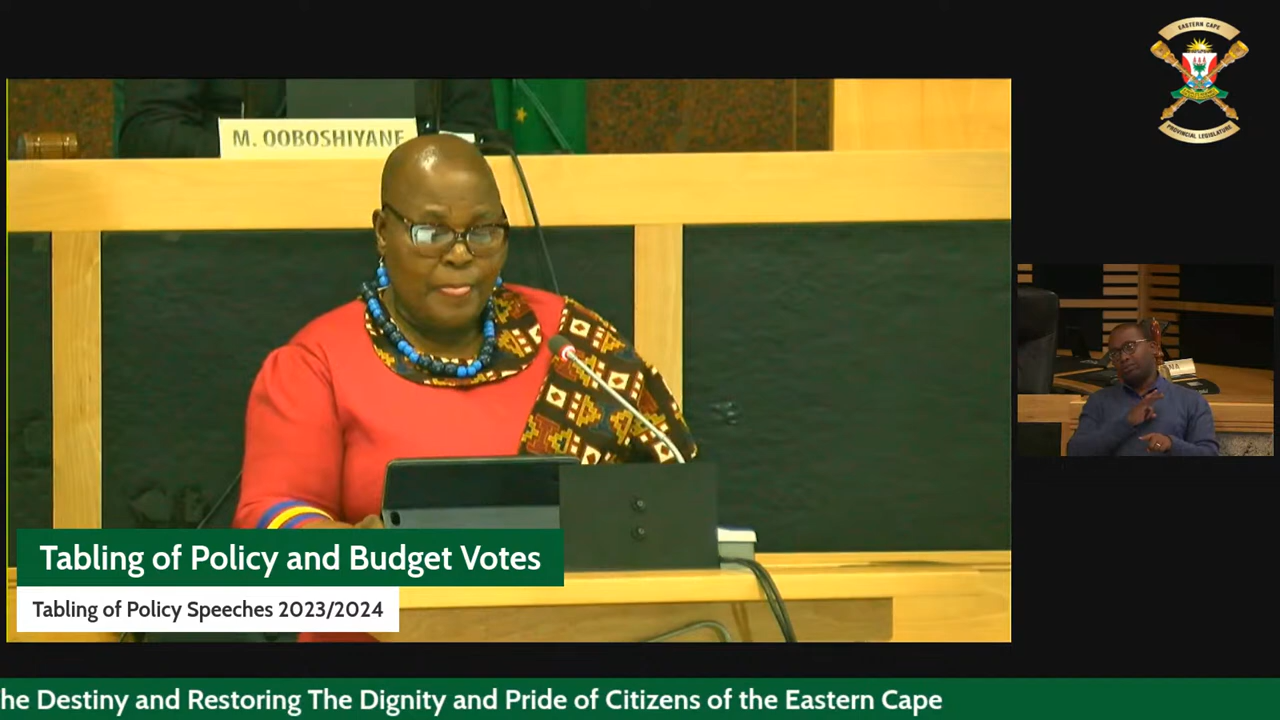 EASTERN CAPE
PROVINCIAL LEGISLATURE
M. QOBOSHIYANE
Tabling of Policy and Budget Votes
Tabling of Policy Speeches 2023/2024
he Destiny and Restoring The Dignity and Pride of Citizens of the Eastern Cape